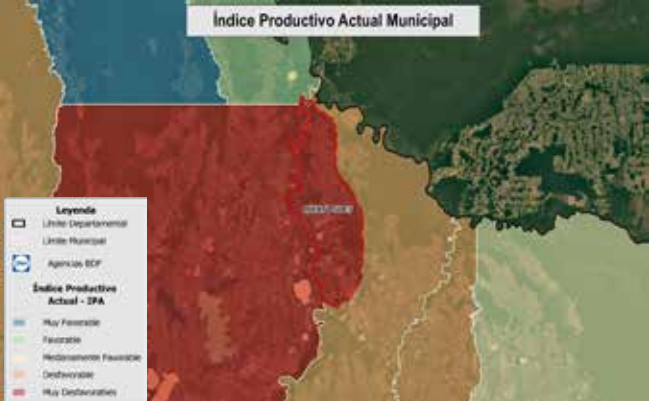 Índice Productivo Actual Municipal
Leyenda
Límite Departamental
Límite Municipal
Agencias BDP
Índice Productivo
Actual - IPA
Muy Favorable
Favorable
Medianamente Favorable
Desfavorable
Muy Desfavorables